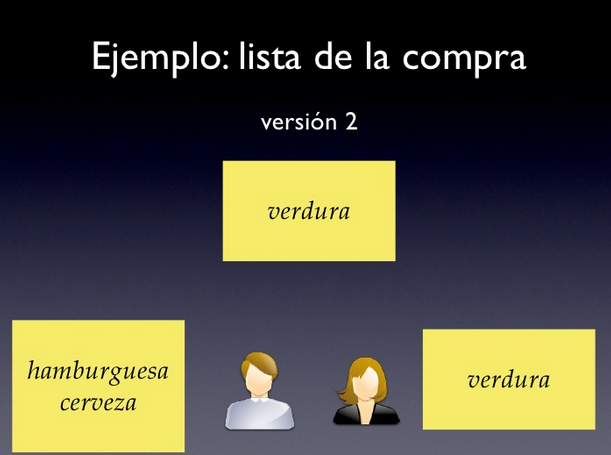 Ejemplo: lista de la compra
versión 2
verdura
hamburguesa
cerveza
verdura